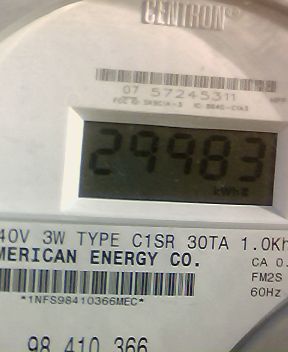 CENTRON®
07 57245311
29983
kWh
40V 3W TYPE C1SR 30TA 1.0Kh
MERICAN ENERGY CO.
CA 0.
FM2S
*1NFS98410366MEC*
60Hz
98 410 366